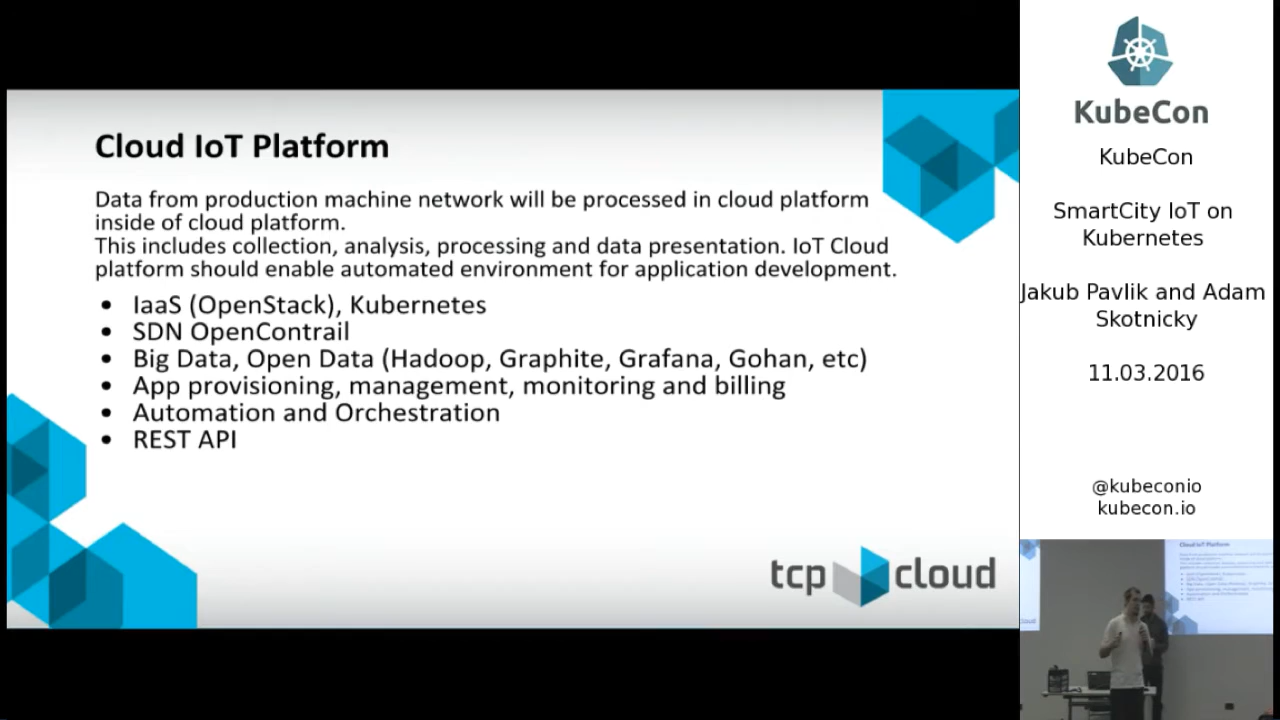 Cloud IoT Platform
Data from production machine network will be processed in cloud platform
inside of cloud platform.
This includes collection, analysis, processing and data presentation. IoT Cloud
platform should enable automated environment for application development.
• IaaS (OpenStack), Kubernetes
• SDN OpenContrail
• Big Data, Open Data (Hadoop, Graphite, Grafana, Gohan, etc)
• App provisioning, management, monitoring and billing
• Automation and Orchestration
• REST API
tcp cloud
KubeCon
KubeCon
SmartCity IoT on
Kubernetes
Jakub Pavlik and Adam
Skotnicky
11.03.2016
@kubeconio
kubecon.io
Cloud IoT Platform